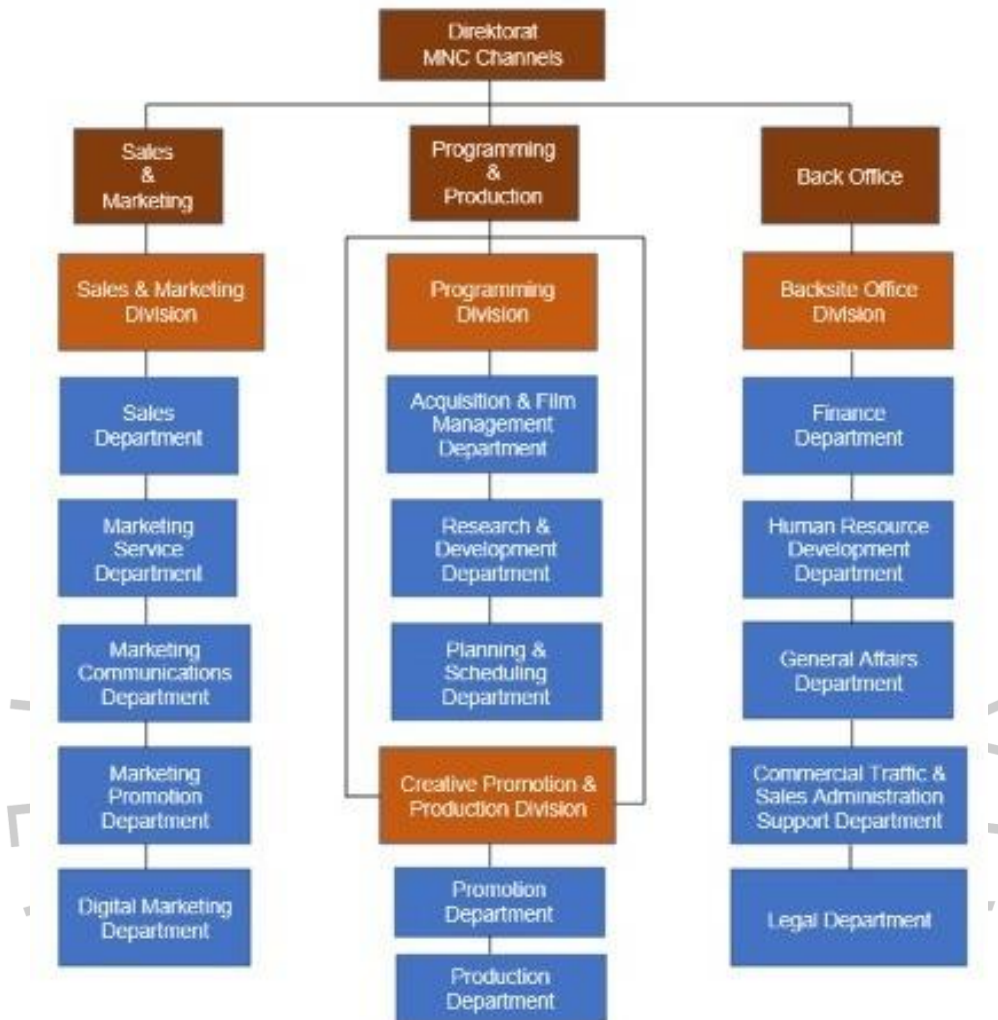 Direktorat
MNC Channels
Sales
&
Marketing
Programming
&
Production
Back Office
Sales & Marketing
Division
Programming
Division
Backsite Office
Division
Sales
Department
Acquisition & Film
Management
Department
Finance
Department
Marketing
Service
Department
Research &
Development
Department
Human Resource
Development
Department
Marketing
Communications
Department
Planning &
Scheduling
Department
General Affairs
Department
Marketing
Promotion
Department
Creative Promotion &
Production Division
Commercial Traffic &
Sales Administration
Support Department
Digital Marketing
Department
Promotion
Department
Legal Department
Production
Department